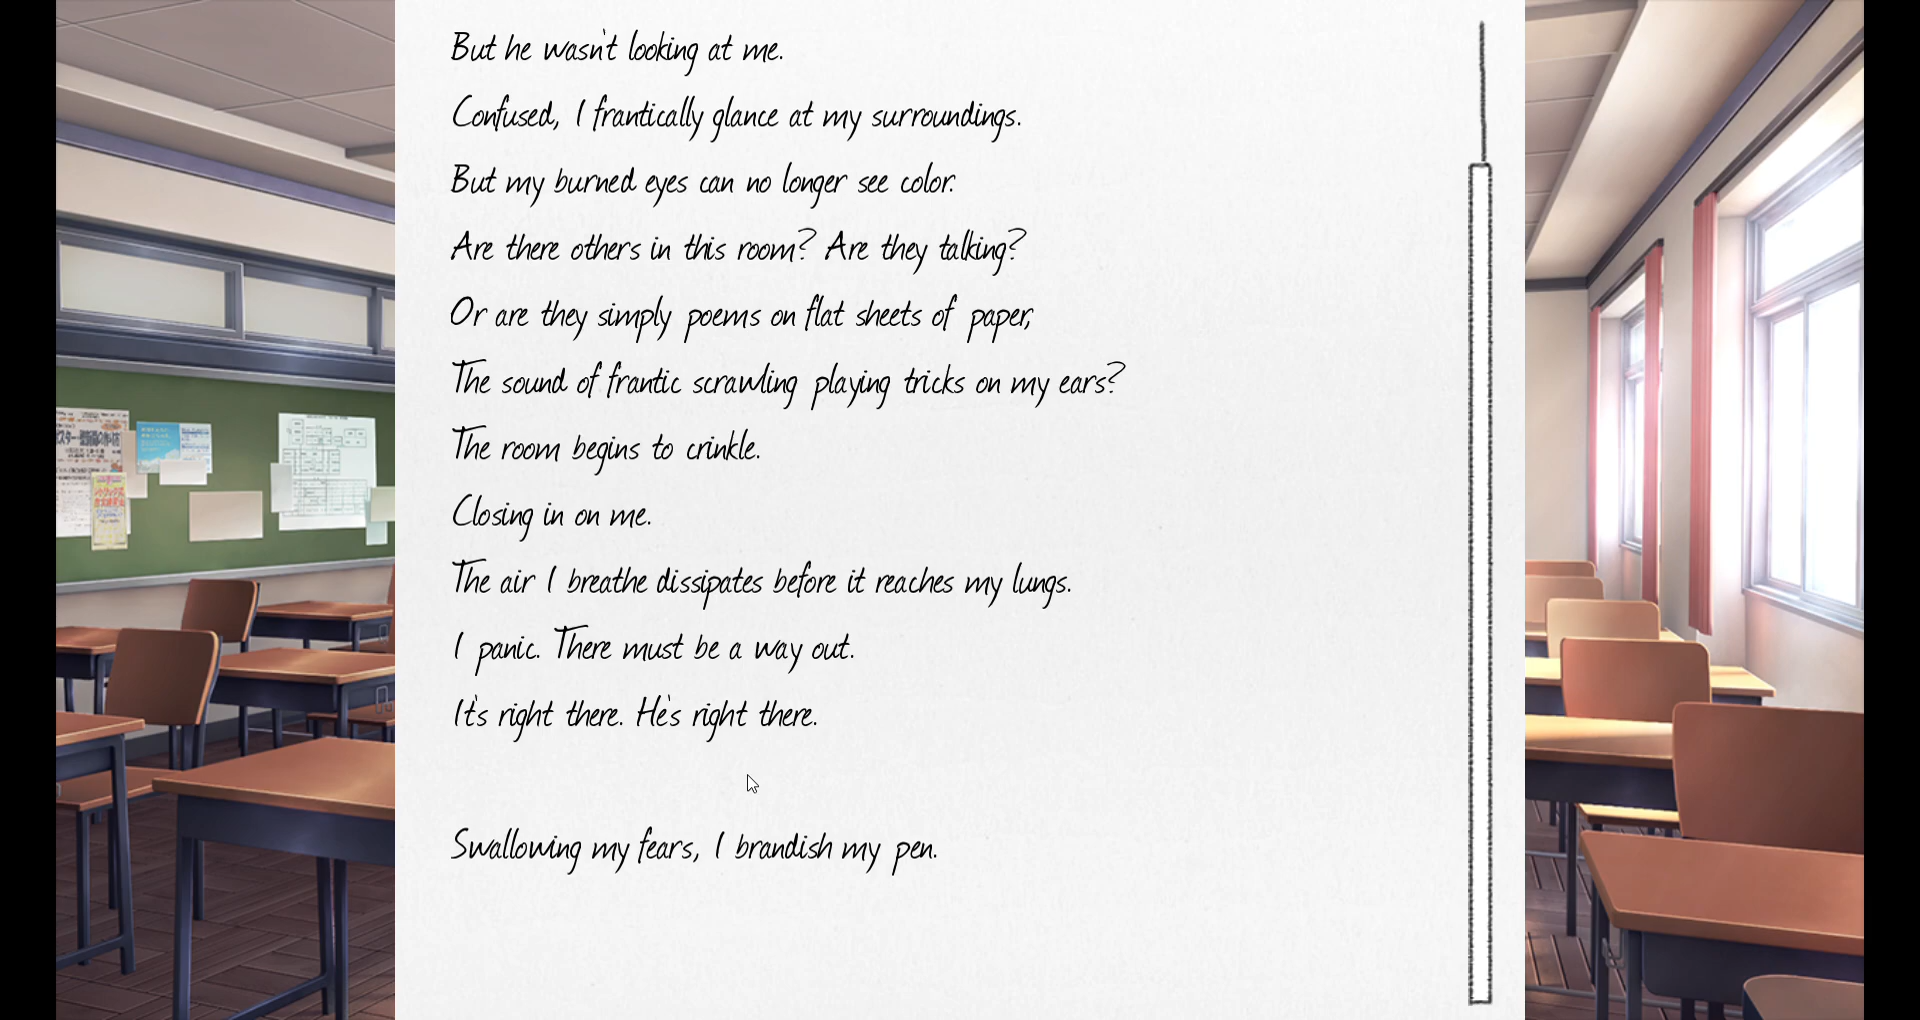 But he wasn't looking at me.
Confused, I frantically glance at my surroundings.
But my burned eyes can no longer see color.
Are there others in this room? Are they talking?
Or are they simply poems on flat sheets of paper,
The sound of frantic scrawling playing tricks on my ears?
The room begins to crinkle.
Closing in on me.
The air I breathe dissipates before it reaches my lungs.
I panic. There must be a way out.
It's right there. He's right there.
Swallowing my fears, I brandish my pen.